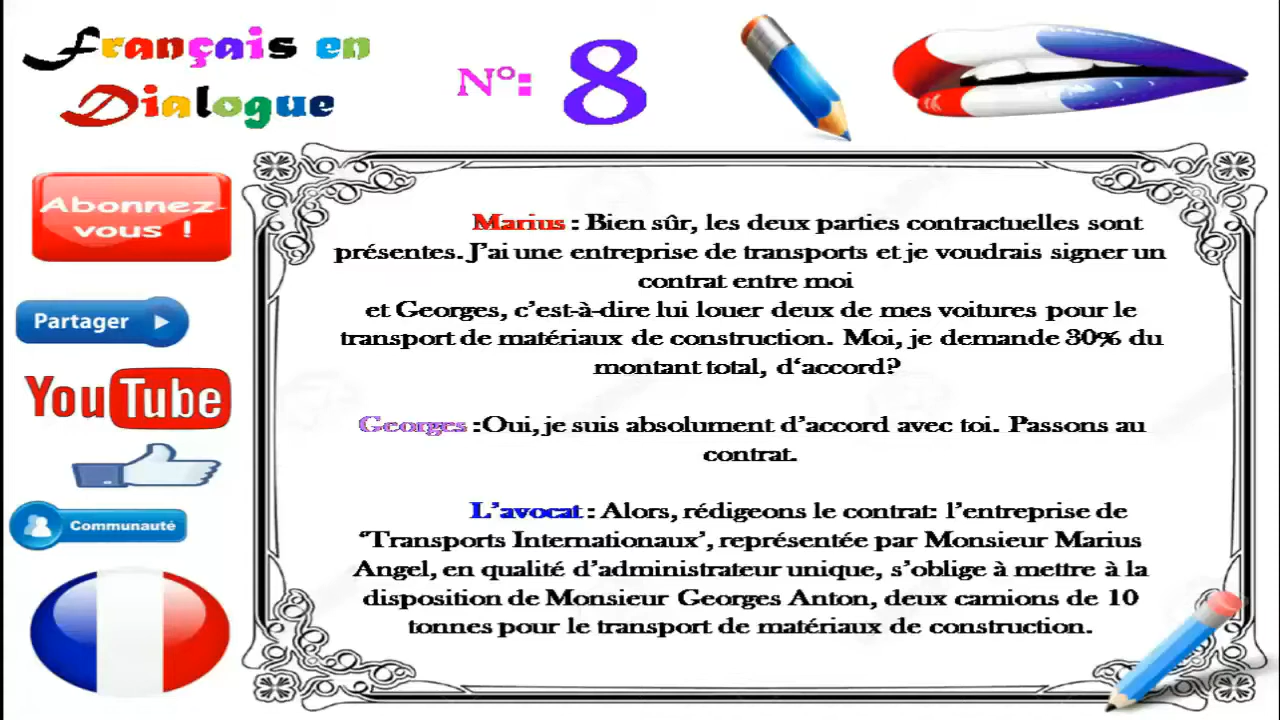 Français en
Dialogue
N°: 8
Abonnez-
vous !
Partager
YouTube
Communauté
Marius : Bien sûr, les deux parties contractuelles sont
présentes. J’ai une entreprise de transports et je voudrais signer un
contrat entre moi
et Georges, c’est-à-dire lui louer deux de mes voitures pour le
transport de matériaux de construction. Moi, je demande 30% du
montant total, d‘accord?
Georges :Oui, je suis absolument d’accord avec toi. Passons au
contrat.
L’avocat : Alors, rédigeons le contrat: l’entreprise de
‘Transports Internationaux’, représentée par Monsieur Marius
Angel, en qualité d’administrateur unique, s’oblige à mettre à la
disposition de Monsieur Georges Anton, deux camions de 10
tonnes pour le transport de matériaux de construction.